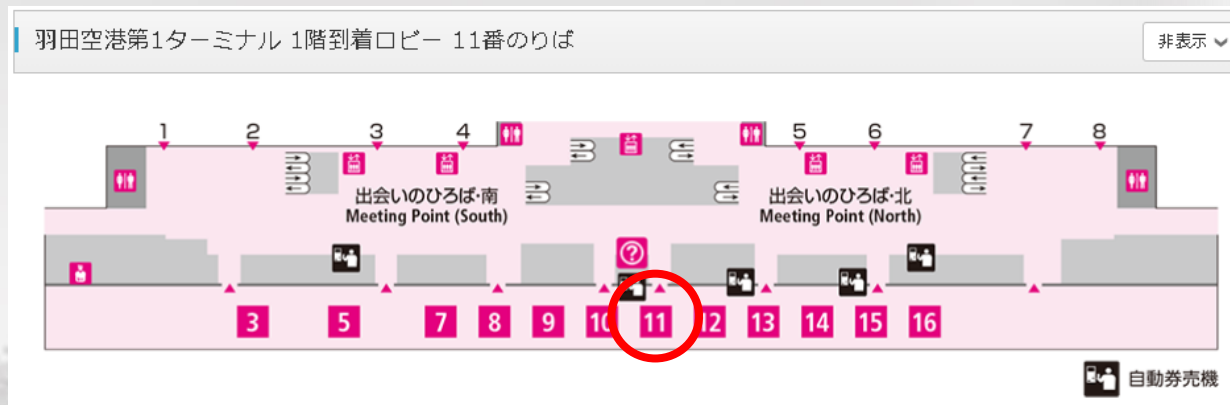 羽田空港第1ターミナル 1階到着ロビー 11番のりば
非表示
1 2 3 4 5 6 7 8
出会いのひろば・南
Meeting Point (South)
出会いのひろば・北
Meeting Point (North)
?
3 5 7 8 9 10 11 12 13 14 15 16
自動券売機